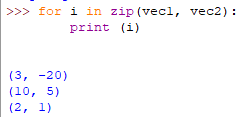 >>> for i in zip(vec1, vec2):
        print (i)
(3, -20)
(10, 5)
(2, 1)